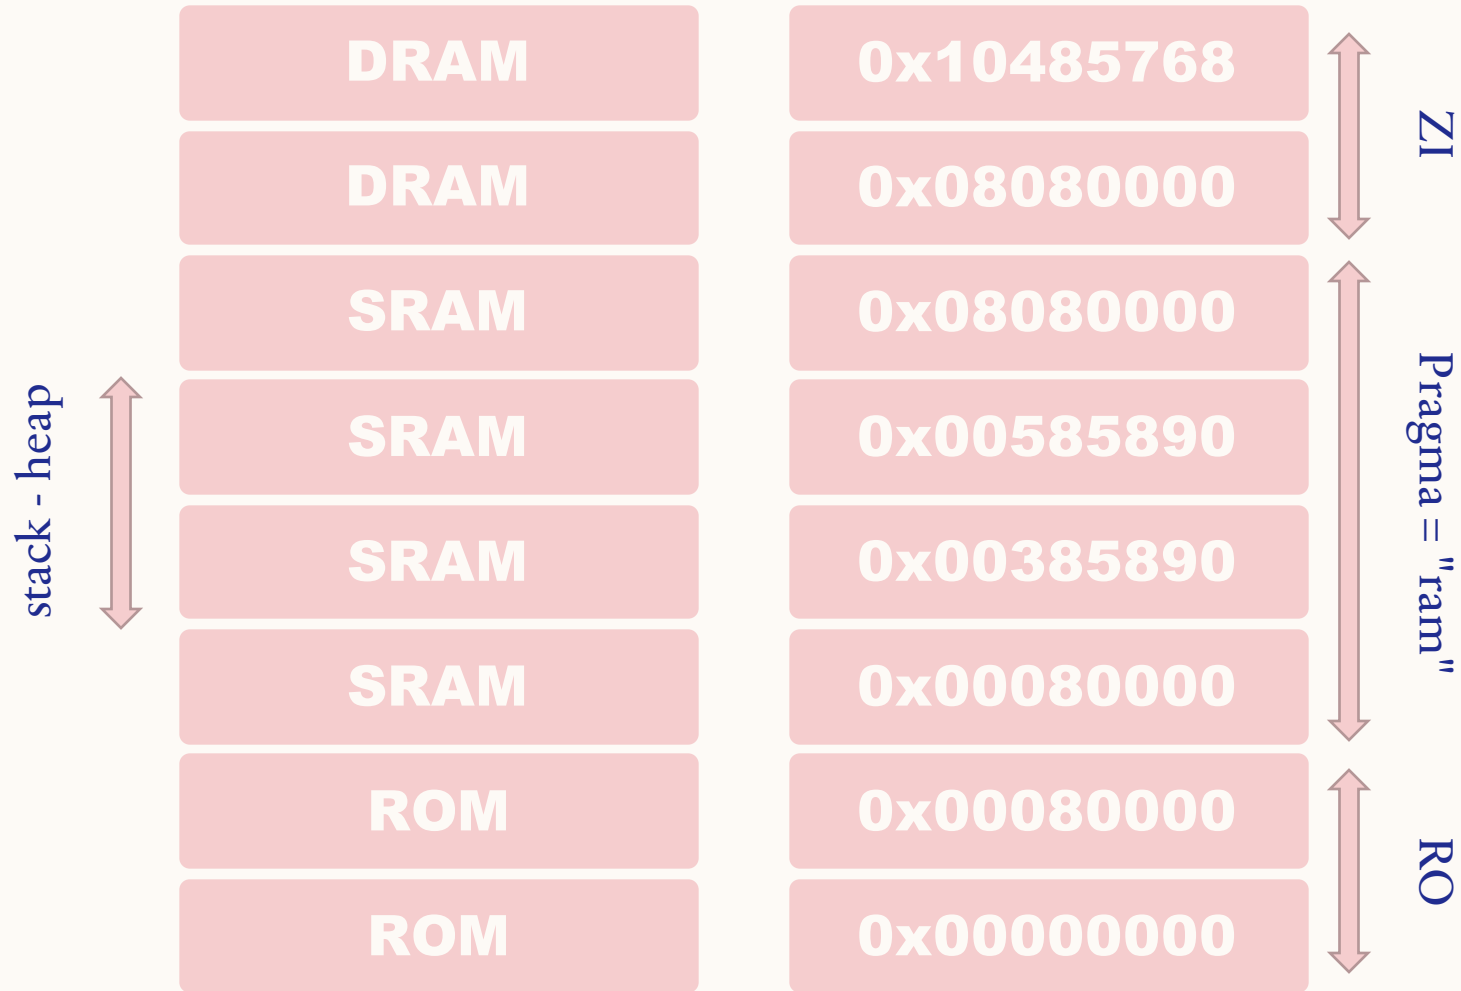 DRAM 0x10485768
DRAM 0x08080000
ZI
SRAM 0x08080000
SRAM 0x00585890
SRAM 0x00385890
SRAM 0x00080000
stack - heap
Pragma = "ram"
ROM 0x00080000
ROM 0x00000000
RO